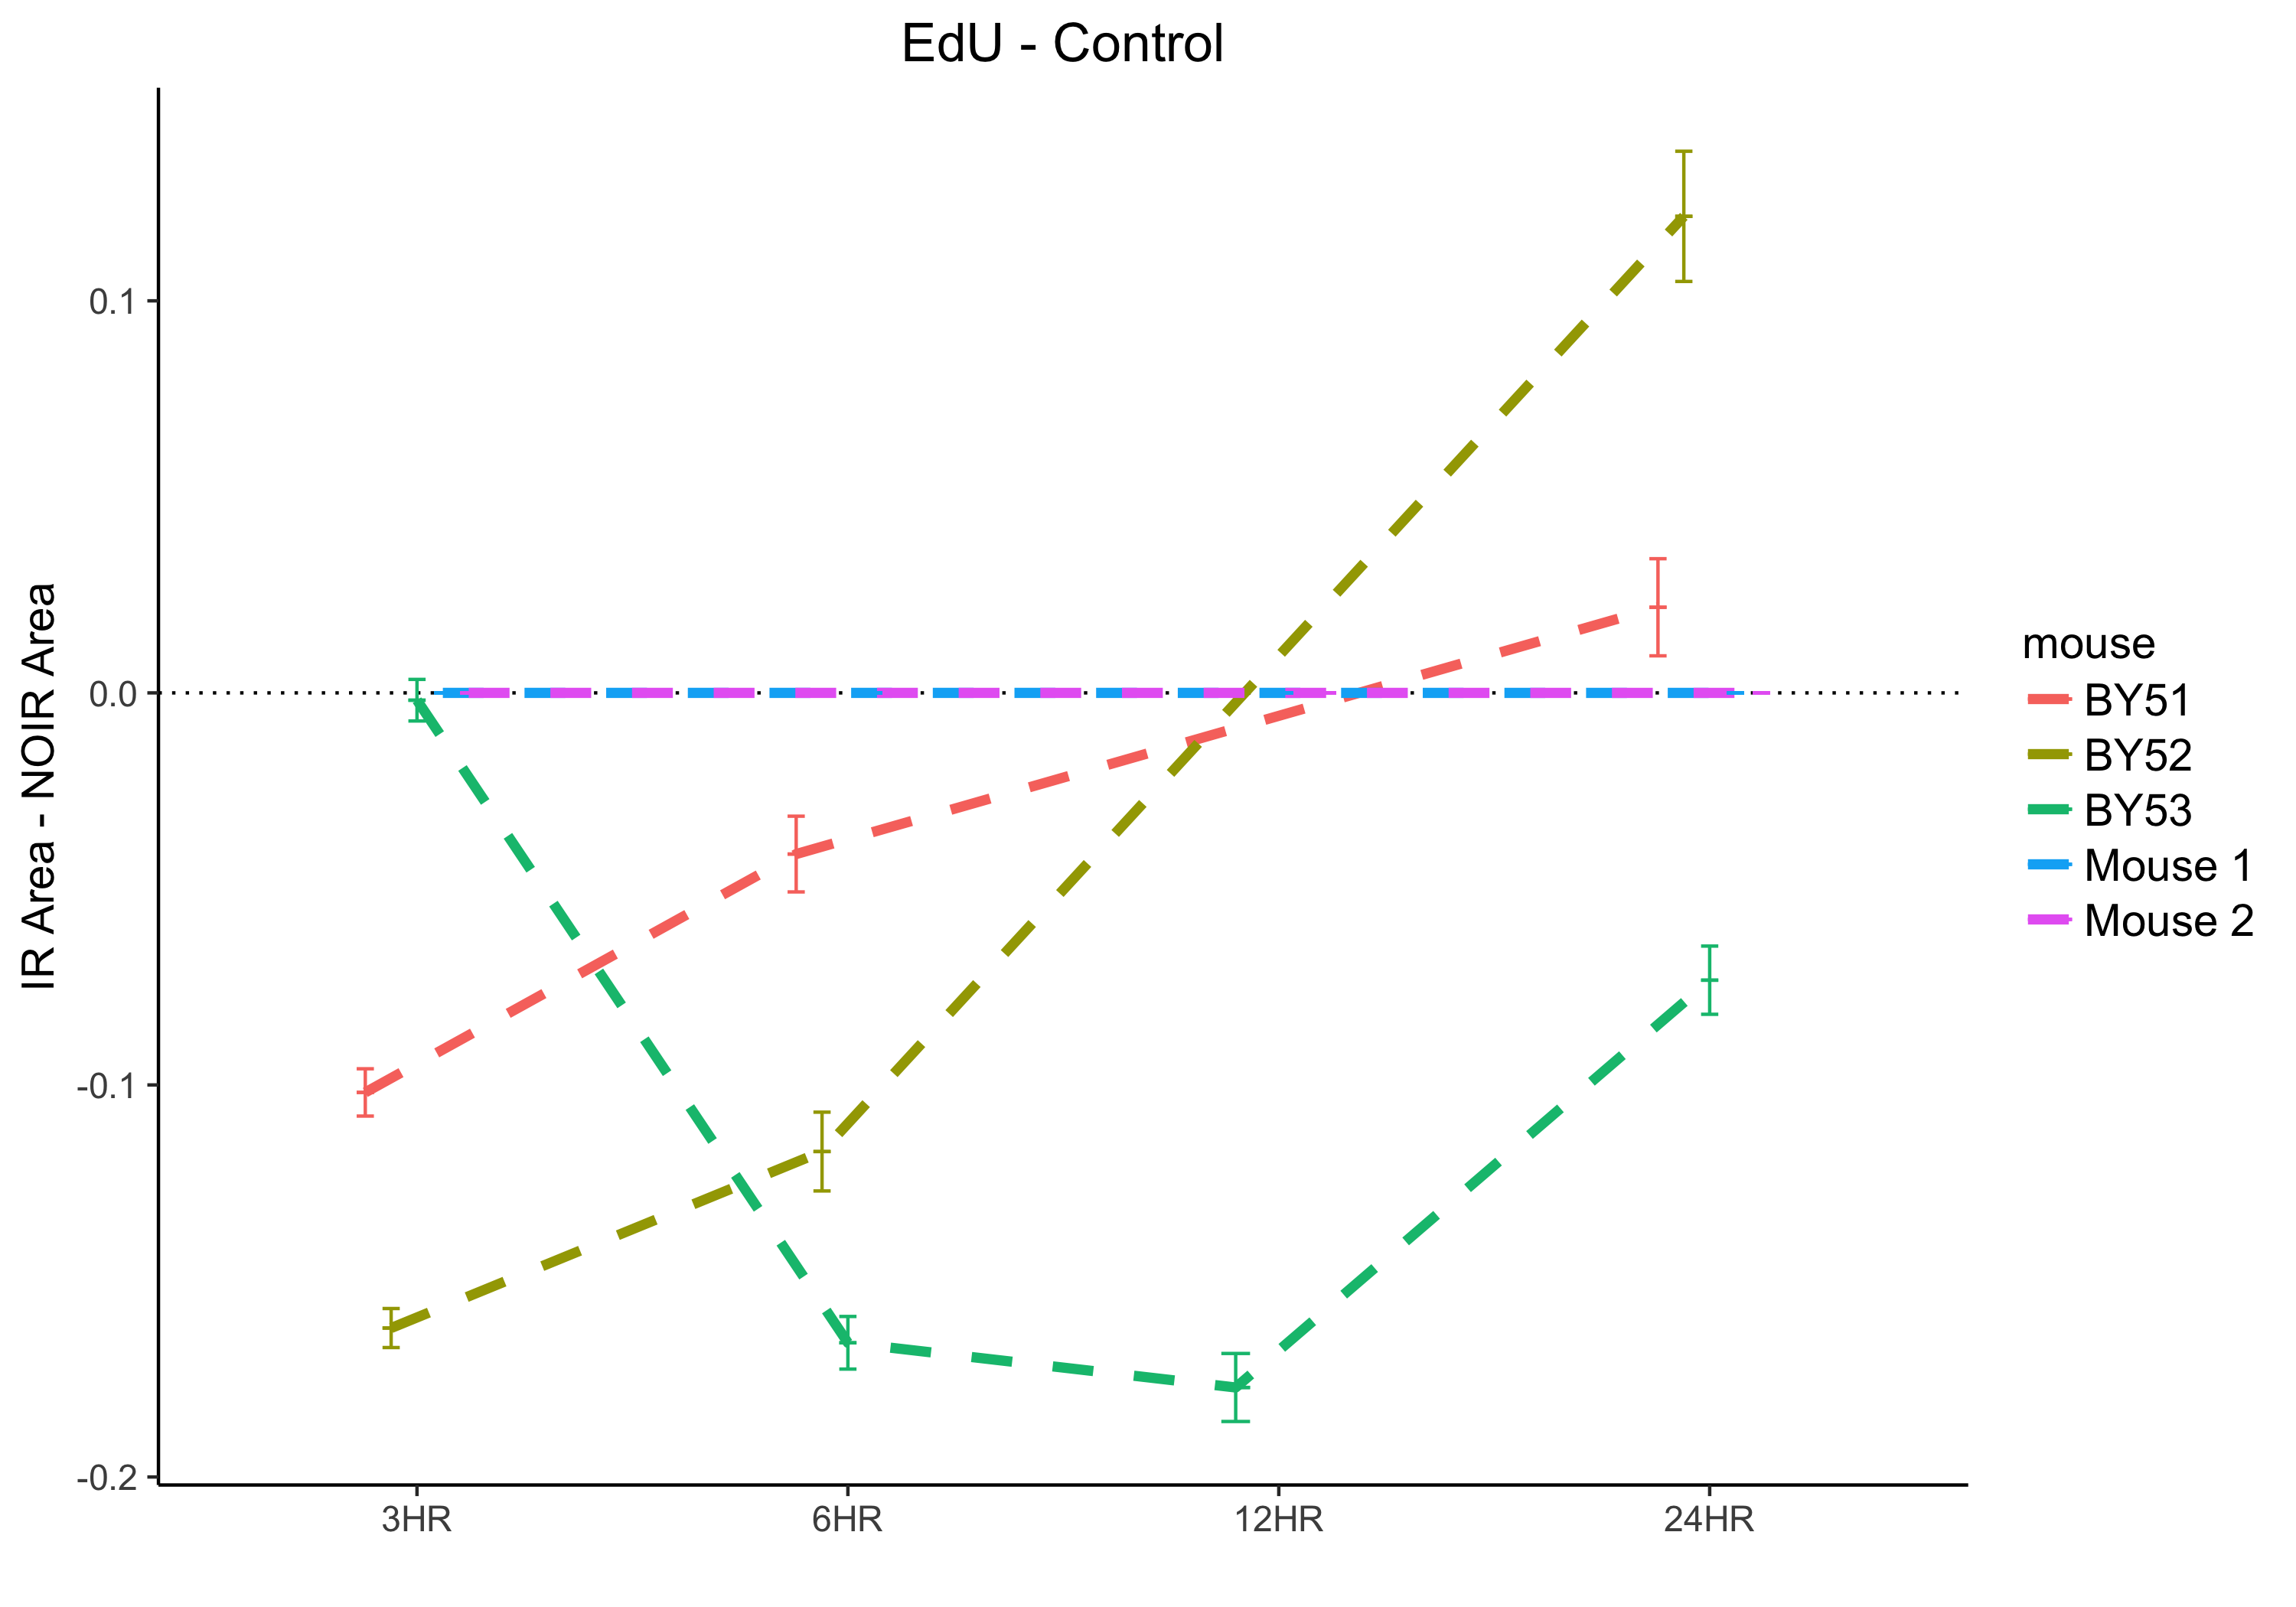 EdU - Control
IR Area - NOIR Area
0.1
0.0
-0.1
-0.2
3HR
6HR
12HR
24HR
mouse
BY51
BY52
BY53
Mouse 1
Mouse 2